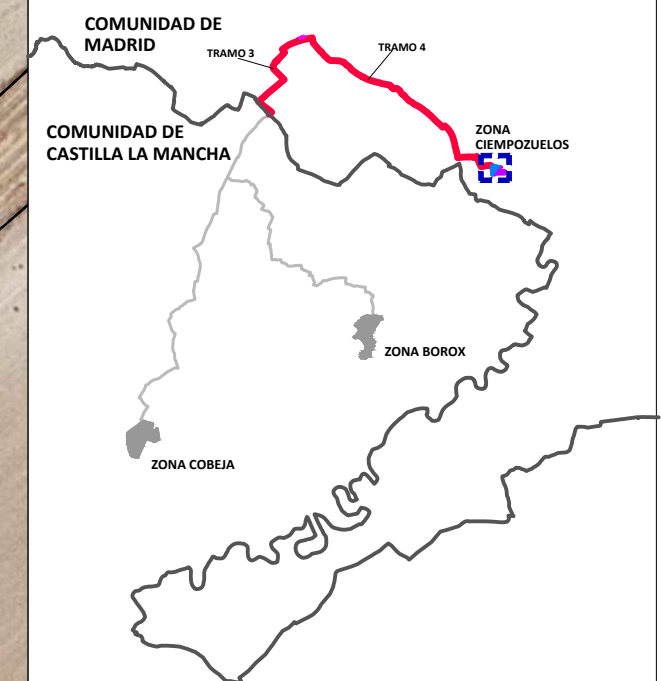 COMUNIDAD DE
MADRID
TRAMO 3
TRAMO 4
ZONA
CIEMPOZUELOS
COMUNIDAD DE
CASTILLA LA MANCHA
ZONA BOROX
ZONA COBEJA